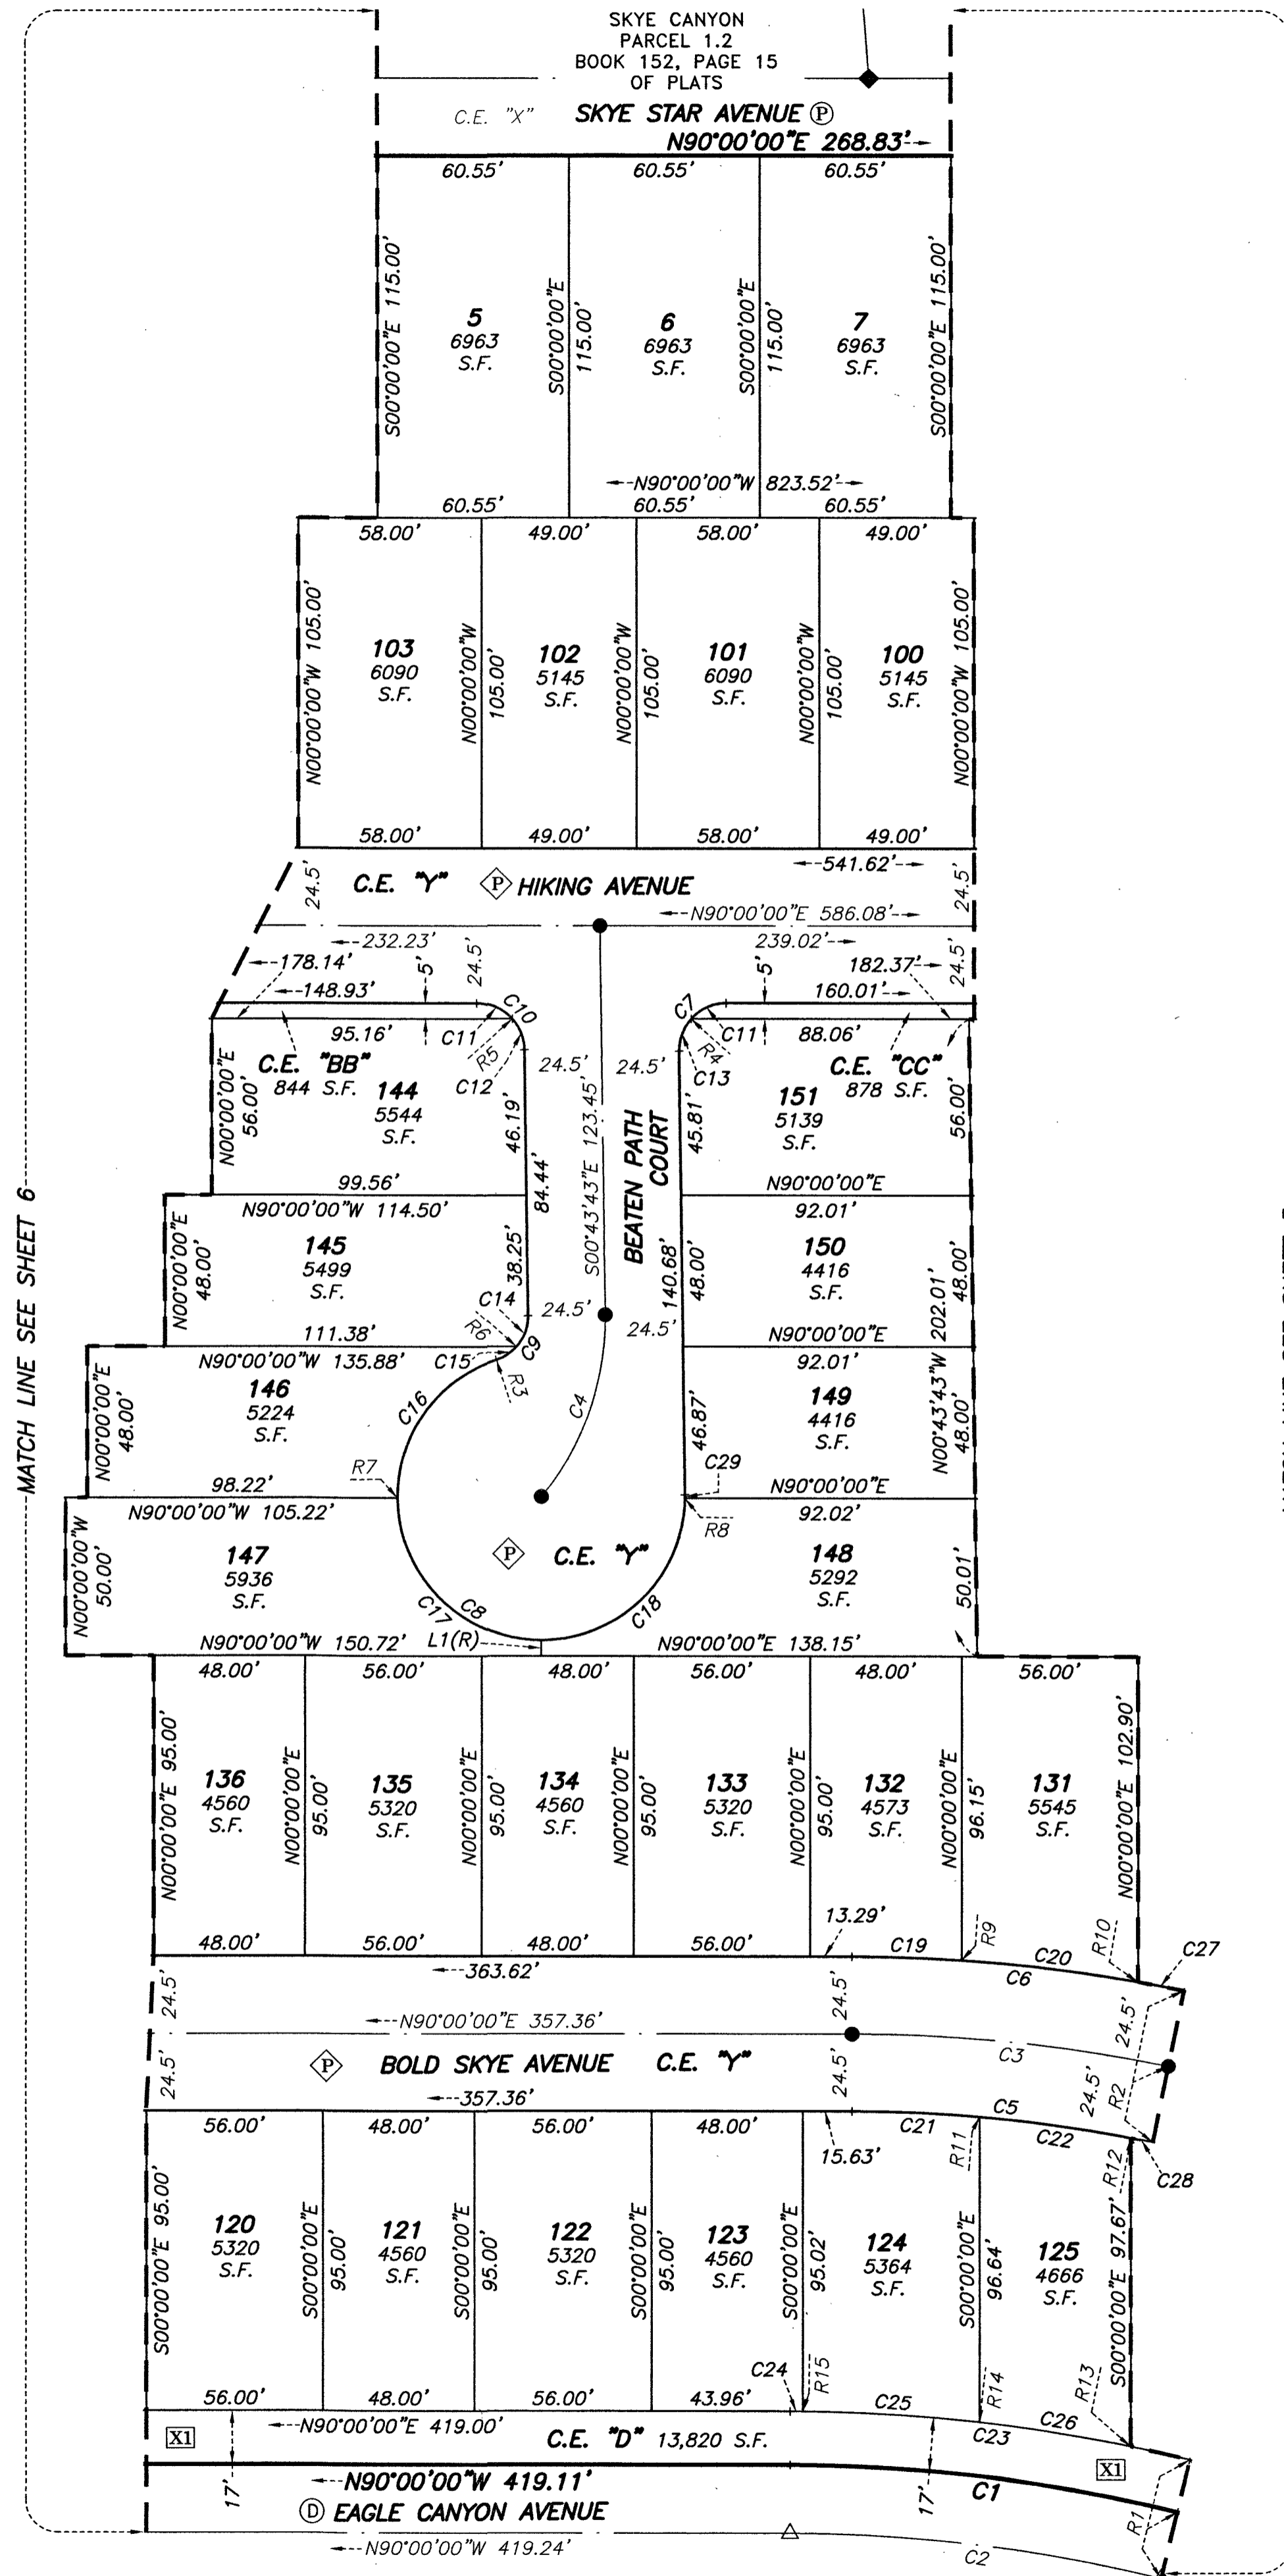 SKYE CANYON
PARCEL 1.2
BOOK 152, PAGE 15
OF PLATS
C.E. "X" SKYE STAR AVENUE P
N90°00'00"E 268.83'
60.55' 60.55' 60.55'
S00°00'00"E 115.00'
5
6963
S.F.
S00°00'00"E
115.00'
6
6963
S.F.
S00°00'00"E
115.00'
7
6963
S.F.
S00°00'00"E 115.00'
N90°00'00"W 823.52'
60.55' 60.55' 60.55'
58.00' 49.00' 58.00' 49.00'
N00°00'00"W 105.00'
103
6090
S.F.
N00°00'00"W
105.00'
102
5145
S.F.
N00°00'00"W
105.00'
101
6090
S.F.
N00°00'00"W
105.00'
100
5145
S.F.
N00°00'00"W 105.00'
58.00' 49.00' 58.00' 49.00'
541.62'
24.5' C.E. "Y" P HIKING AVENUE 24.5'
N90°00'00"E 586.08'
232.23' 24.5' 239.02' 24.5'
178.14' 5' 5' 182.37'
148.93' C10 C7 160.01'
95.16' C11 R5 C12 24.5' 24.5' R4 C11 C13 88.06'
C.E. "BB"
844 S.F.
C.E. "CC"
878 S.F.
N00°00'00"E
56.00'
144
5544
S.F.
46.19'
84.44'
S00°43'43"E 123.45'
BEATEN PATH
COURT
45.81'
151
5139
S.F.
56.00'
99.56'
N90°00'00"W 114.50'
N90°00'00"E
92.01'
N00°00'00"E
48.00'
145
5499
S.F.
38.25'
C14
24.5'
24.5'
140.68'
48.00'
150
4416
S.F.
48.00'
N00°43'43"W 202.01'
111.38' R6 C9
N90°00'00"W 135.88' C15 R3
N90°00'00"E
92.01'
MATCH LINE SEE SHEET 6
N00°00'00"E
48.00'
146
5224
S.F.
C16
C4
46.87'
149
4416
S.F.
48.00'
R7
C29
98.22'
N90°00'00"W 105.22'
N90°00'00"E
92.02'
R8
N00°00'00"W
50.00'
147
5936
S.F.
P C.E. "Y"
C17 C8 C18
148
5292
S.F.
50.01'
N90°00'00"W 150.72' L1(R) N90°00'00"E 138.15'
48.00' 56.00' 48.00' 56.00' 48.00' 56.00'
N00°00'00"E 95.00'
136
4560
S.F.
N00°00'00"E
95.00'
135
5320
S.F.
N00°00'00"E
95.00'
134
4560
S.F.
N00°00'00"E
95.00'
133
5320
S.F.
N00°00'00"E
95.00'
132
4573
S.F.
N00°00'00"E
96.15'
131
5545
S.F.
N00°00'00"E 102.90'
13.29'
48.00' 56.00' 48.00' 56.00' C19 R9 C20 R10 C27
363.62' C6
24.5' 24.5' 24.5'
N90°00'00"E 357.36' C3
P BOLD SKYE AVENUE C.E. "Y"
24.5' 24.5' 24.5' R2
357.36' C5
56.00' 48.00' 56.00' 48.00' C21 R11 C22
15.63' R12 C28
S00°00'00"E 95.00'
120
5320
S.F.
S00°00'00"E
95.00'
121
4560
S.F.
S00°00'00"E
95.00'
122
5320
S.F.
S00°00'00"E
95.00'
123
4560
S.F.
S00°00'00"E
95.02'
124
5364
S.F.
S00°00'00"E
96.64'
125
4666
S.F.
S00°00'00"E 97.67'
C24 R15 R14 R13
56.00' 48.00' 56.00' 43.96' C25 C26
N90°00'00"E 419.00' C23
X1 C.E. "D" 13,820 S.F. X1
17' N90°00'00"W 419.11' 17' C1
D EAGLE CANYON AVENUE R1
N90°00'00"W 419.24' C2